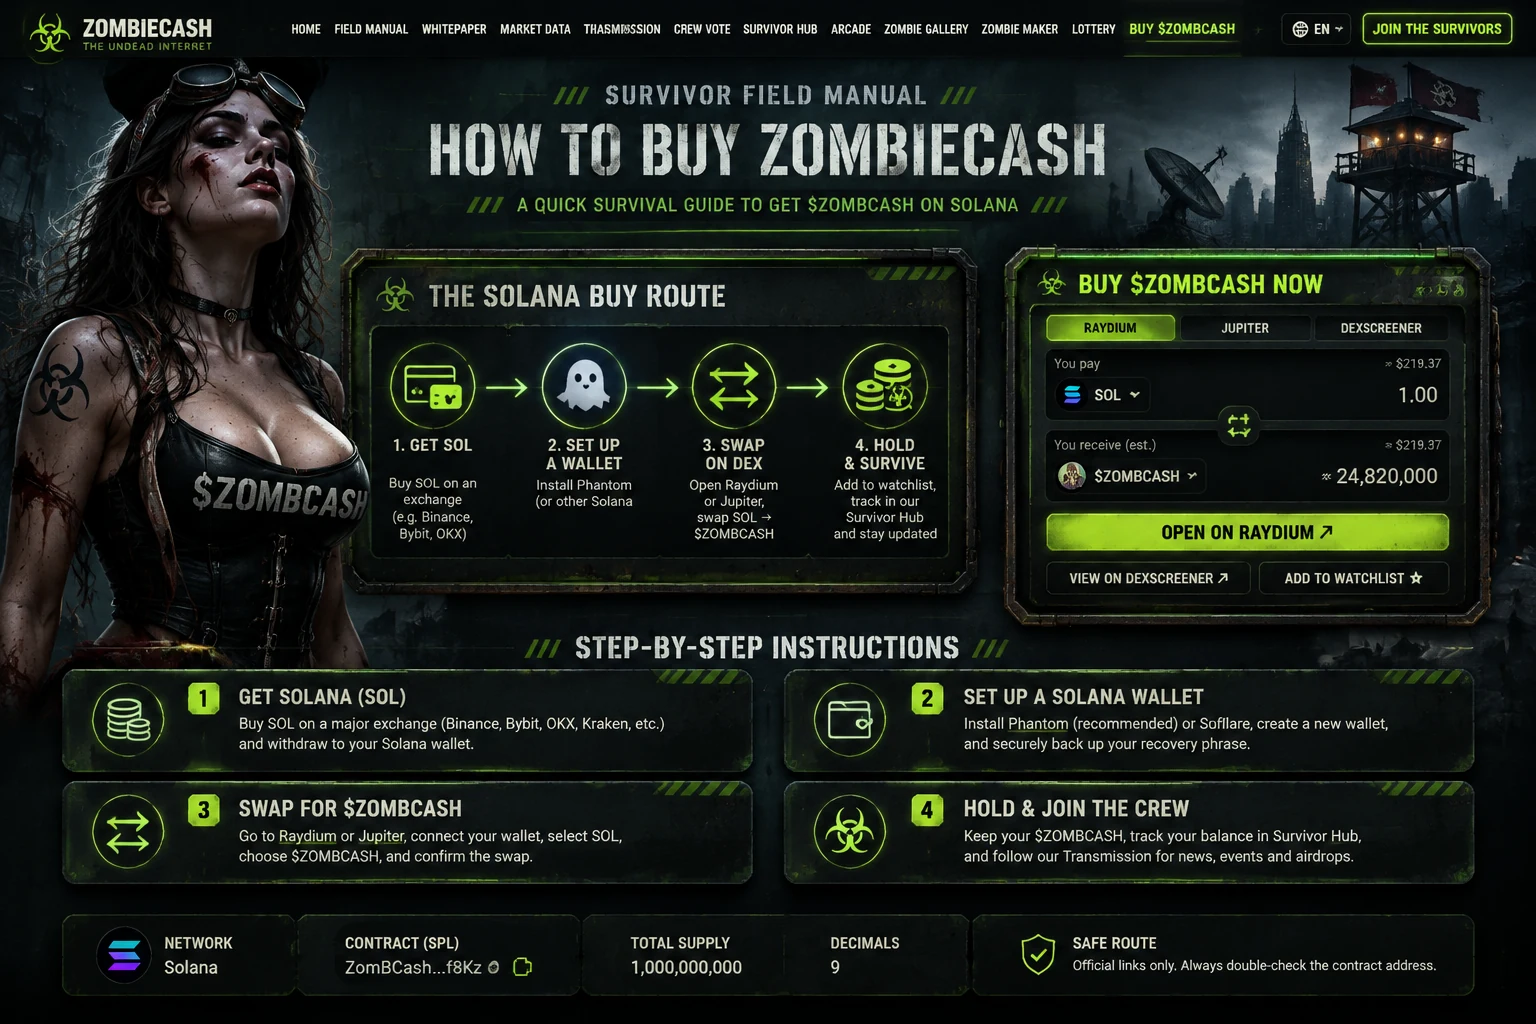 ZOMBIECASH
THE UNDEAD INTERNET
HOME
FIELD MANUAL
WHITEPAPER
MARKET DATA
CREW VOTE
SURVIVOR HUB
ARCADE
ZOMBIE GALLERY
ZOMBIE MAKER
LOTTERY
BUY $ZOMBCASH
EN
JOIN THE SURVIVORS
SURVIVOR FIELD MANUAL
HOW TO BUY ZOMBIECASH
A QUICK SURVIVAL GUIDE TO GET $ZOMBCASH ON SOLANA
$ZOMBCASH
THE SOLANA BUY ROUTE
1. GET SOL
Buy SOL on an
exchange
(e.g. Binance,
Bybit, OKX)
2. SET UP
A WALLET
Install Phantom
(or other Solana
3. SWAP
ON DEX
Open Raydium
or Jupiter,
swap SOL →
$ZOMBCASH
4. HOLD
& SURVIVE
Add to watchlist,
track in our
Survivor Hub
and stay updated
BUY $ZOMBCASH NOW
RAYDIUM
JUPITER
DEXSCREENER
You pay
≈ $219.37
SOL
1.00
You receive (est.)
≈ $219.37
$ZOMBCASH
≈ 24,820,000
OPEN ON RAYDIUM ↗
VIEW ON DEXSCREENER ↗
ADD TO WATCHLIST ☆
STEP-BY-STEP INSTRUCTIONS
1
GET SOLANA (SOL)
Buy SOL on a major exchange (Binance, Bybit, OKX, Kraken, etc.)
and withdraw to your Solana wallet.
2
SET UP A SOLANA WALLET
Install Phantom (recommended) or Sofllare, create a new wallet,
and securely back up your recovery phrase.
3
SWAP FOR $ZOMBCASH
Go to Raydium or Jupiter, connect your wallet, select SOL,
choose $ZOMBCASH, and confirm the swap.
4
HOLD & JOIN THE CREW
Keep your $ZOMBCASH, track your balance in Survivor Hub,
and follow our Transmission for news, events and airdrops.
NETWORK
Solana
CONTRACT (SPL)
ZomBCash...f8Kz
TOTAL SUPPLY
1,000,000,000
DECIMALS
9
SAFE ROUTE
Official links only. Always double-check the contract address.